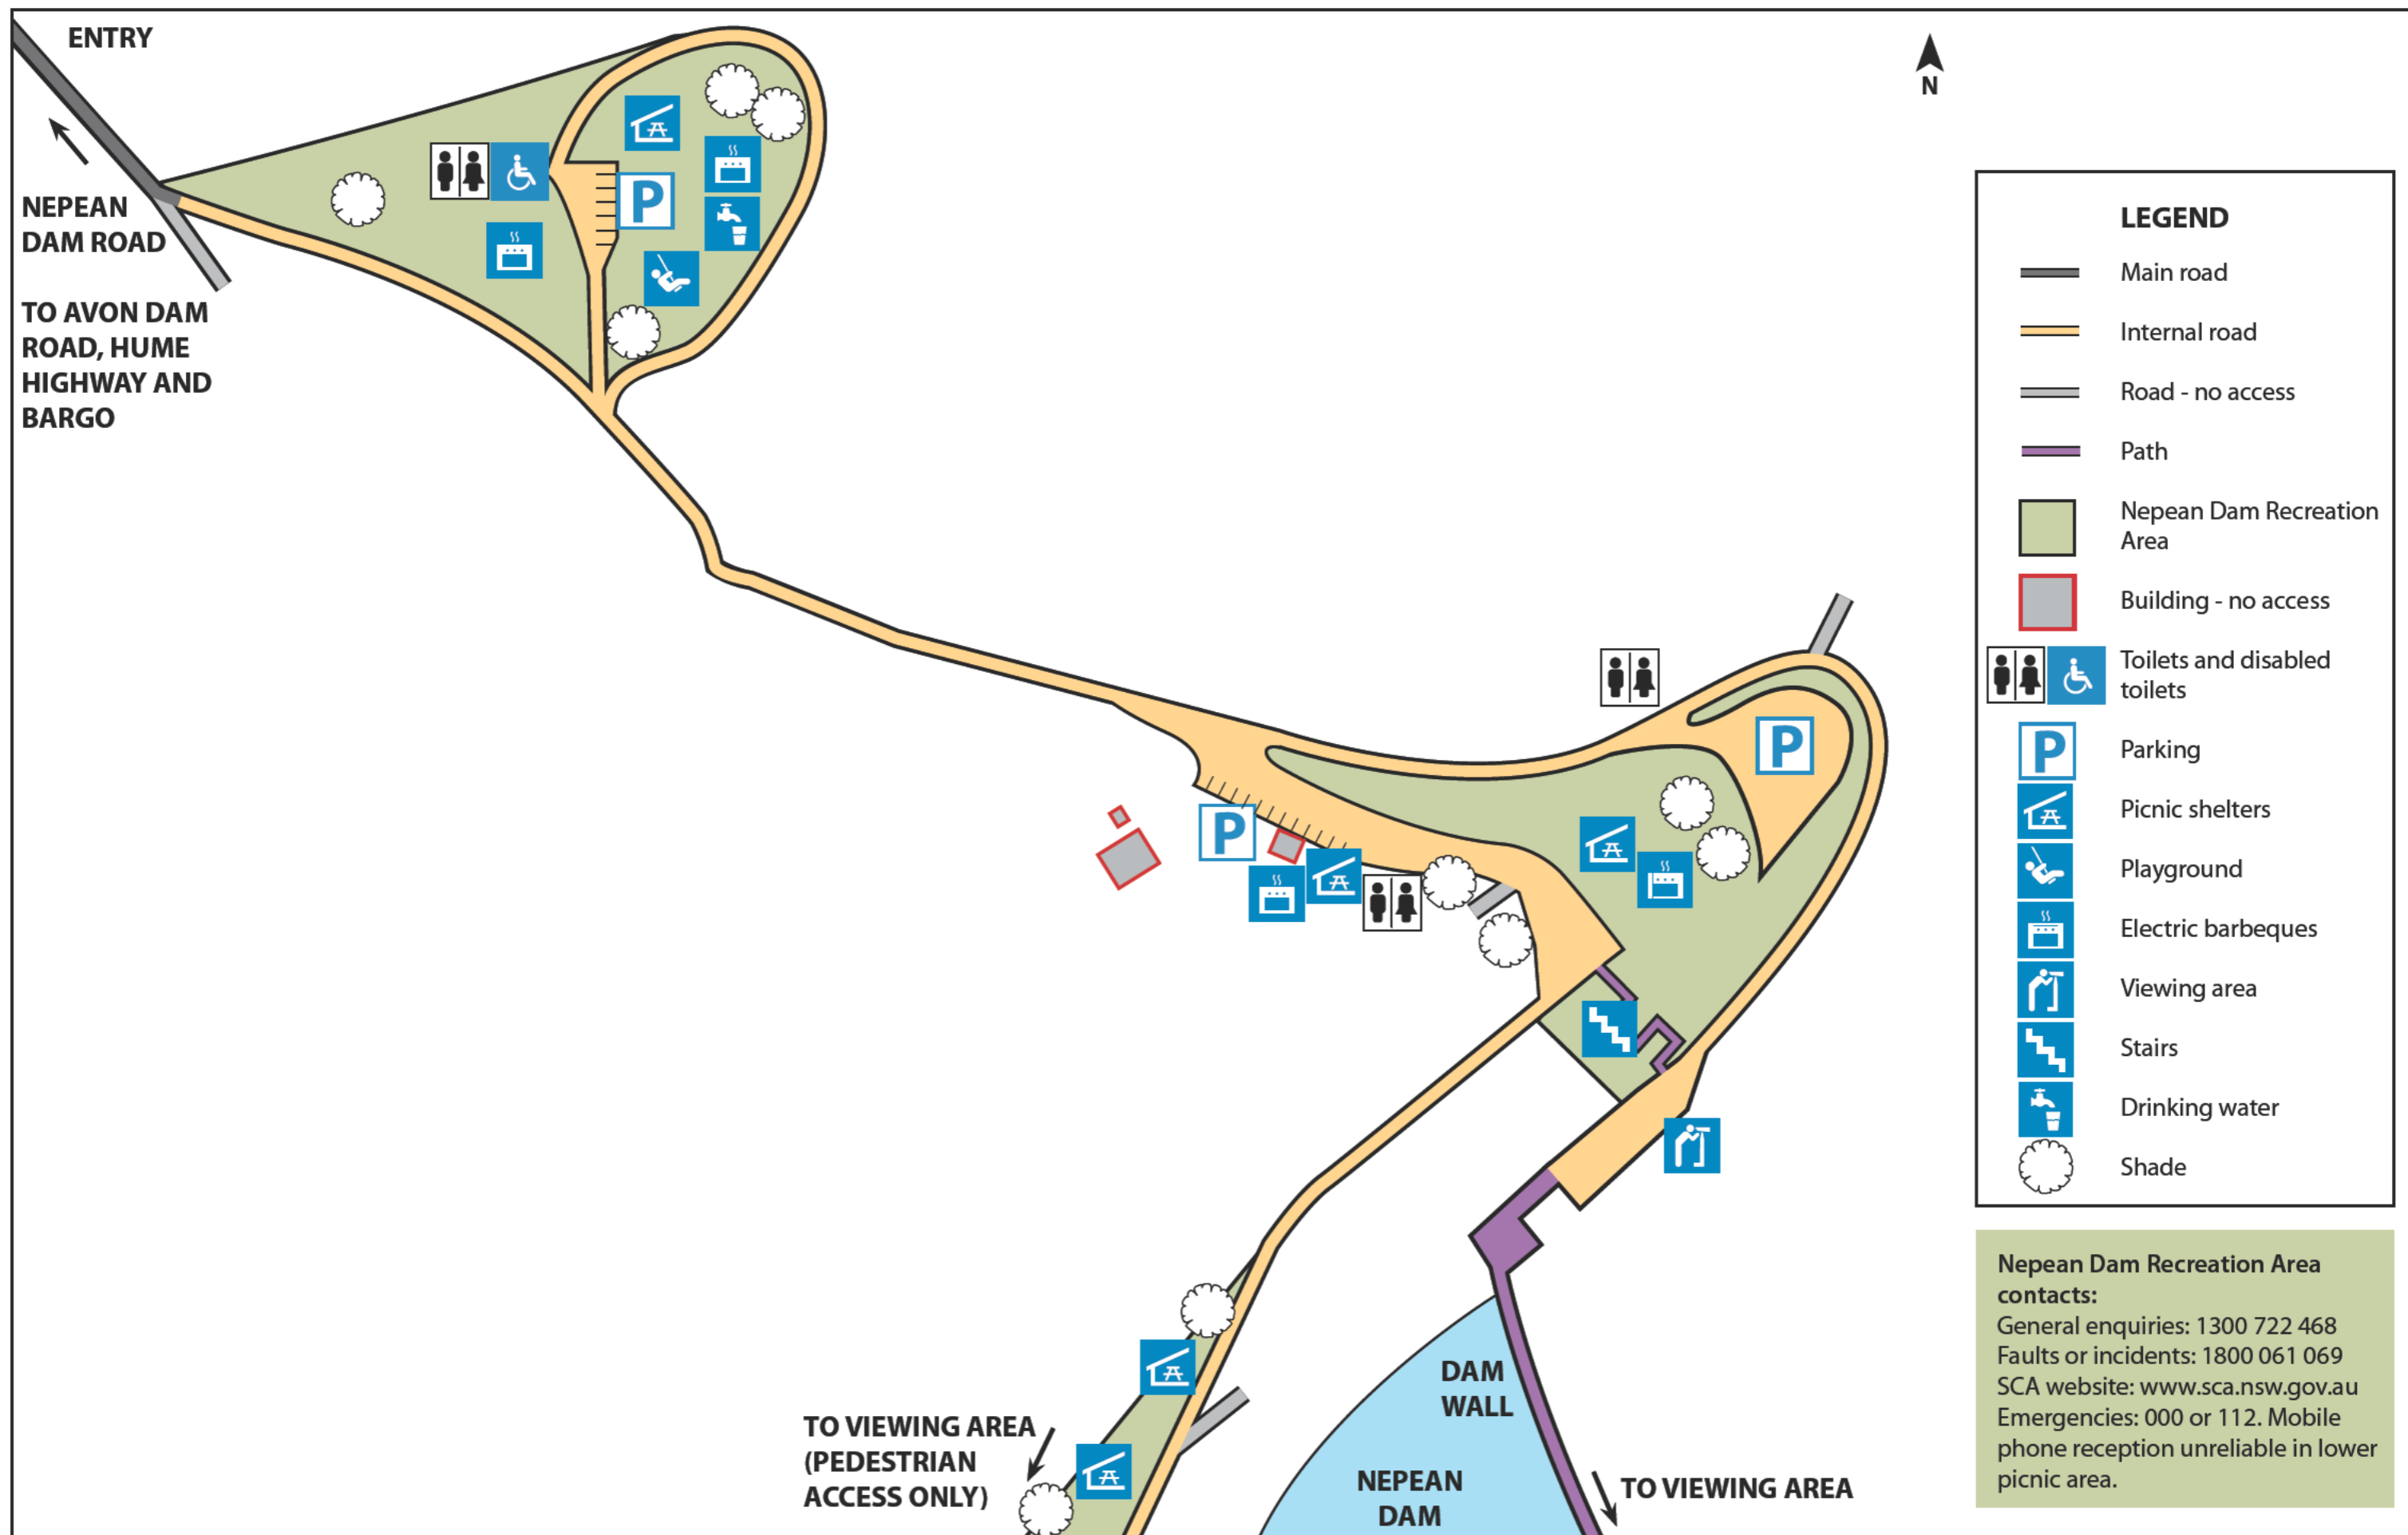 ENTRY
N
NEPEAN
DAM ROAD
TO AVON DAM
ROAD, HUME
HIGHWAY AND
BARGO
P
P
P
TO VIEWING AREA
(PEDESTRIAN
ACCESS ONLY)
DAM
WALL
NEPEAN
DAM
TO VIEWING AREA
LEGEND
Main road
Internal road
Road - no access
Path
Nepean Dam Recreation
Area
Building - no access
Toilets and disabled
toilets
P
Parking
Picnic shelters
Playground
Electric barbeques
Viewing area
Stairs
Drinking water
Shade
Nepean Dam Recreation Area
contacts:
General enquiries: 1300 722 468
Faults or incidents: 1800 061 069
SCA website: www.sca.nsw.gov.au
Emergencies: 000 or 112. Mobile
phone reception unreliable in lower
picnic area.